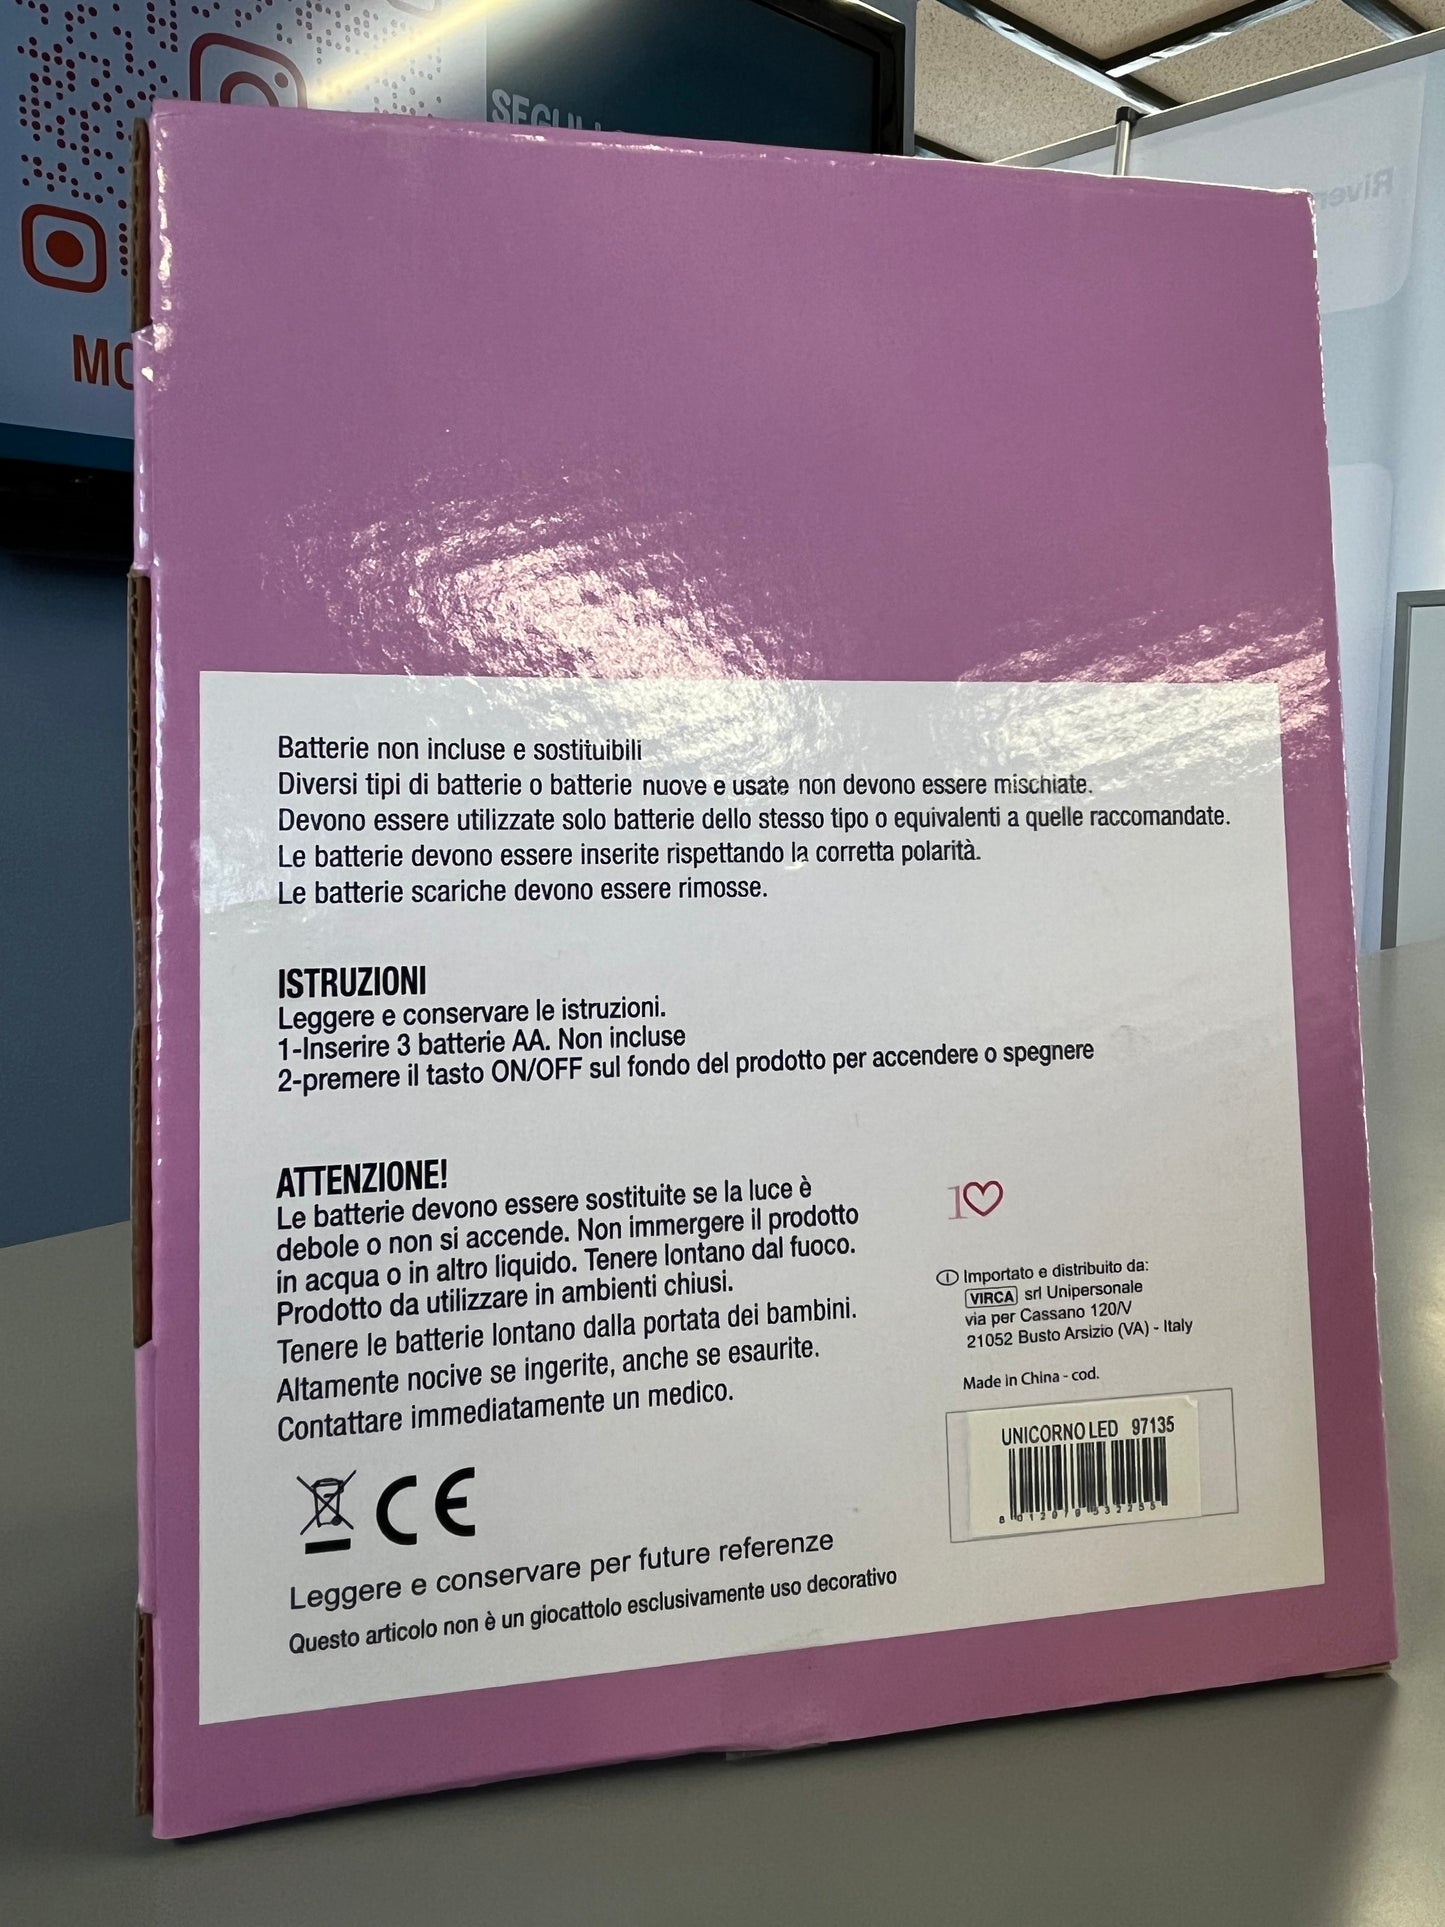 MO
Batterie non incluse e sostituibili
Diversi tipi di batterie o batterie nuove e usate non devono essere mischiate.
Devono essere utilizzate solo batterie dello stesso tipo o equivalenti a quelle raccomandate.
Le batterie devono essere inserite rispettando la corretta polarità.
Le batterie scariche devono essere rimosse.
ISTRUZIONI
Leggere e conservare le istruzioni.
1-Inserire 3 batterie AA. Non incluse
2-premere il tasto ON/OFF sul fondo del prodotto per accendere o spegnere
ATTENZIONE!
Le batterie devono essere sostituite se la luce è
debole o non si accende. Non immergere il prodotto
in acqua o in altro liquido. Tenere lontano dal fuoco.
Prodotto da utilizzare in ambienti chiusi.
Tenere le batterie lontano dalla portata dei bambini.
Altamente nocive se ingerite, anche se esaurite.
Contattare immediatamente un medico.
CE
Leggere e conservare per future referenze
Questo articolo non è un giocattolo esclusivamente uso decorativo
I Importato e distribuito da:
VIRCA srl Unipersonale
via per Cassano 120/V
21052 Busto Arsizio (VA) - Italy
Made in China - cod.
UNICORNO LED 97135